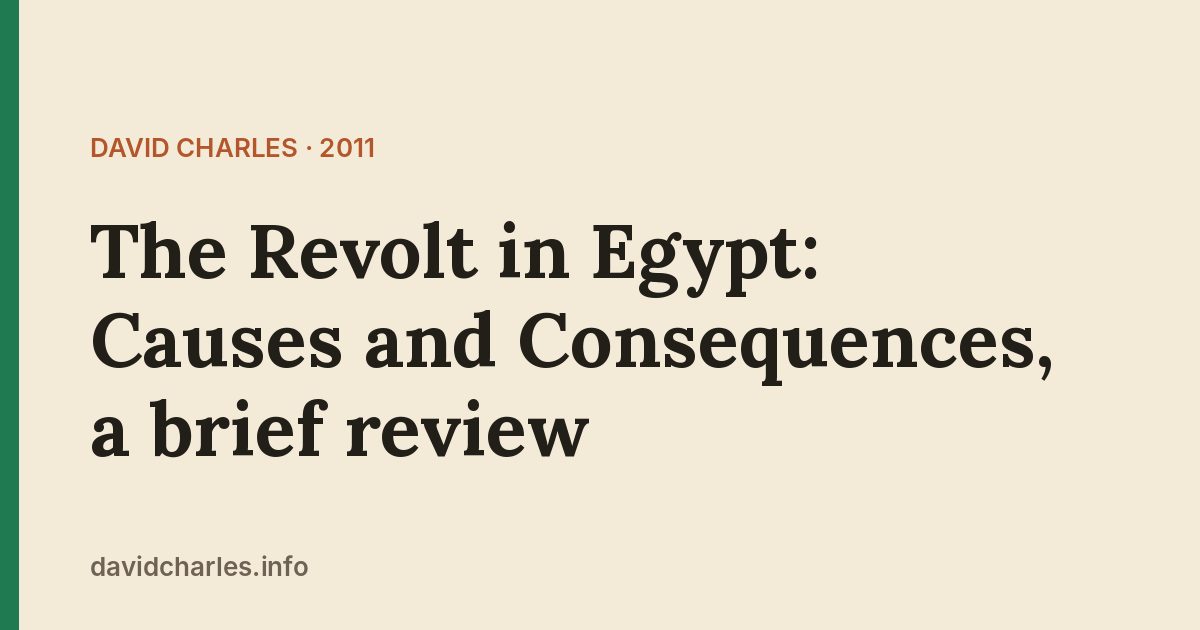 DAVID CHARLES · 2011
The Revolt in Egypt:
Causes and Consequences,
a brief review
davidcharles.info